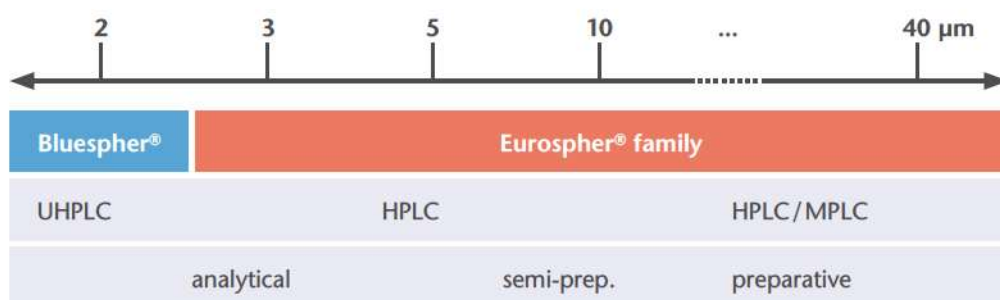 2 3 5 10 ... 40 µm
Bluespher® Eurospher® family
UHPLC HPLC HPLC/MPLC
analytical semi-prep. preparative